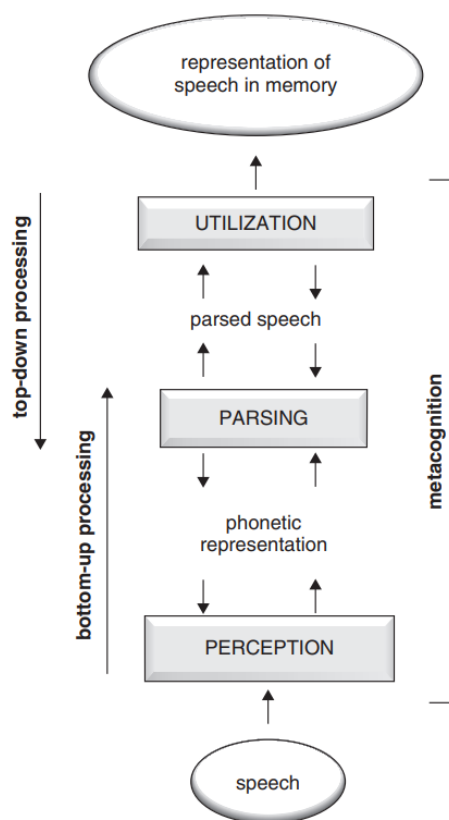 representation of
speech in memory
UTILIZATION
parsed speech
PARSING
phonetic
representation
PERCEPTION
speech
top-down processing
bottom-up processing
metacognition